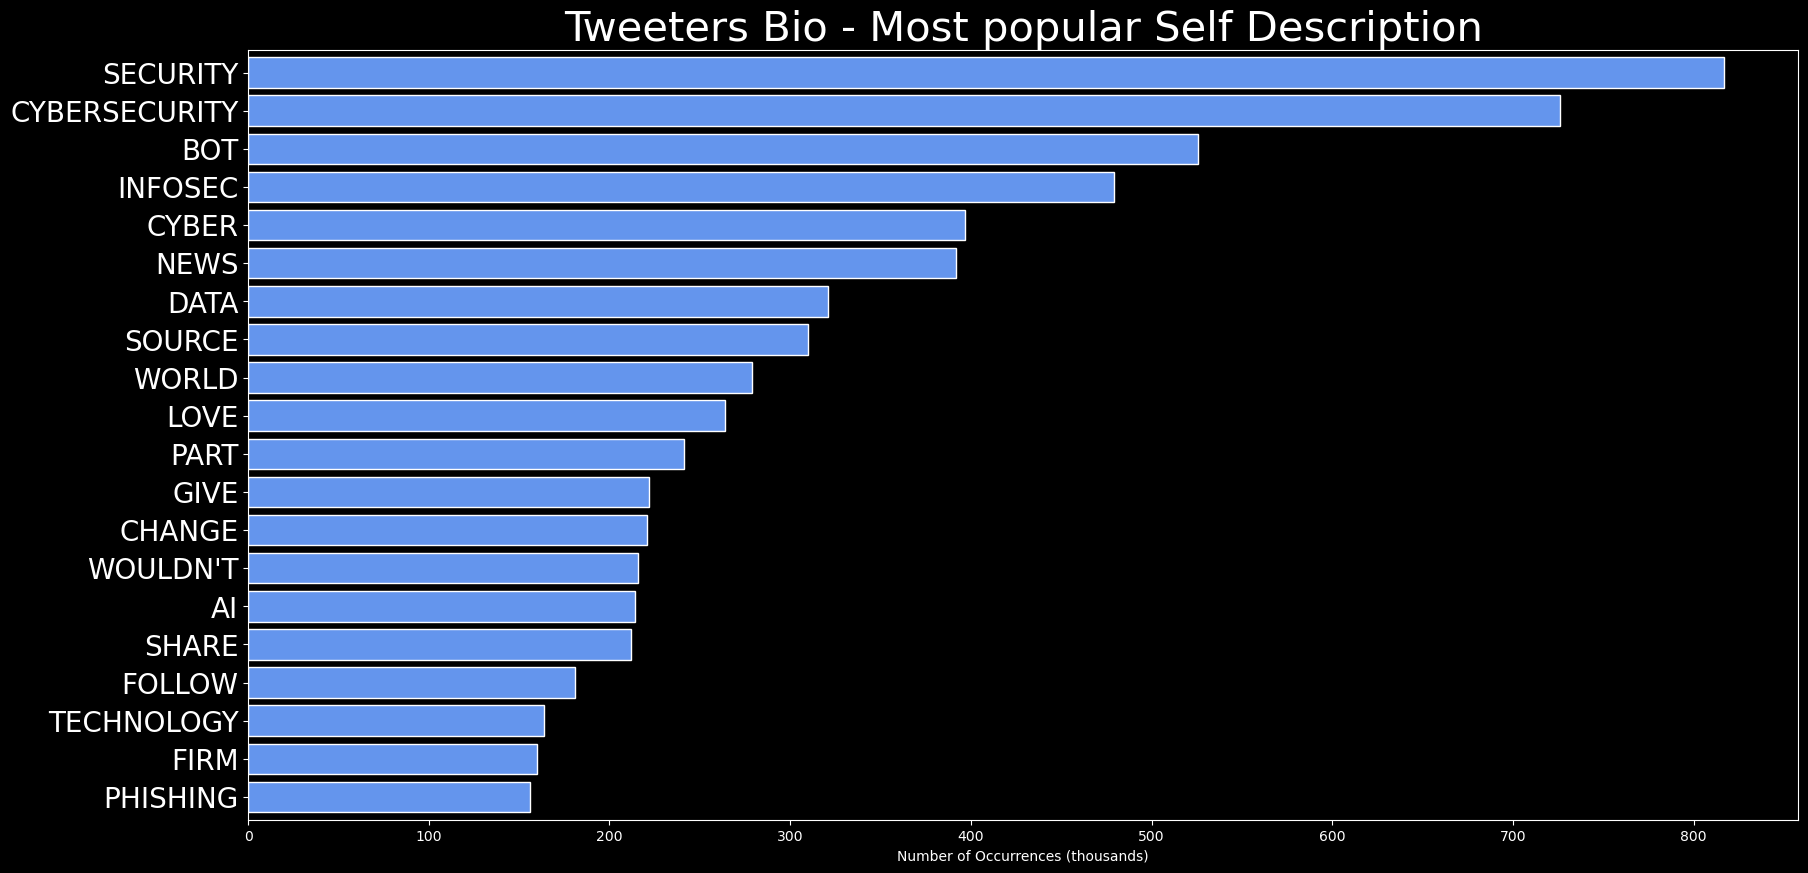 Tweeters Bio - Most popular Self Description
SECURITY
CYBERSECURITY
BOT
INFOSEC
CYBER
NEWS
DATA
SOURCE
WORLD
LOVE
PART
GIVE
CHANGE
WOULDN'T
AI
SHARE
FOLLOW
TECHNOLOGY
FIRM
PHISHING
0 100 200 300 400 500 600 700 800
Number of Occurrences (thousands)